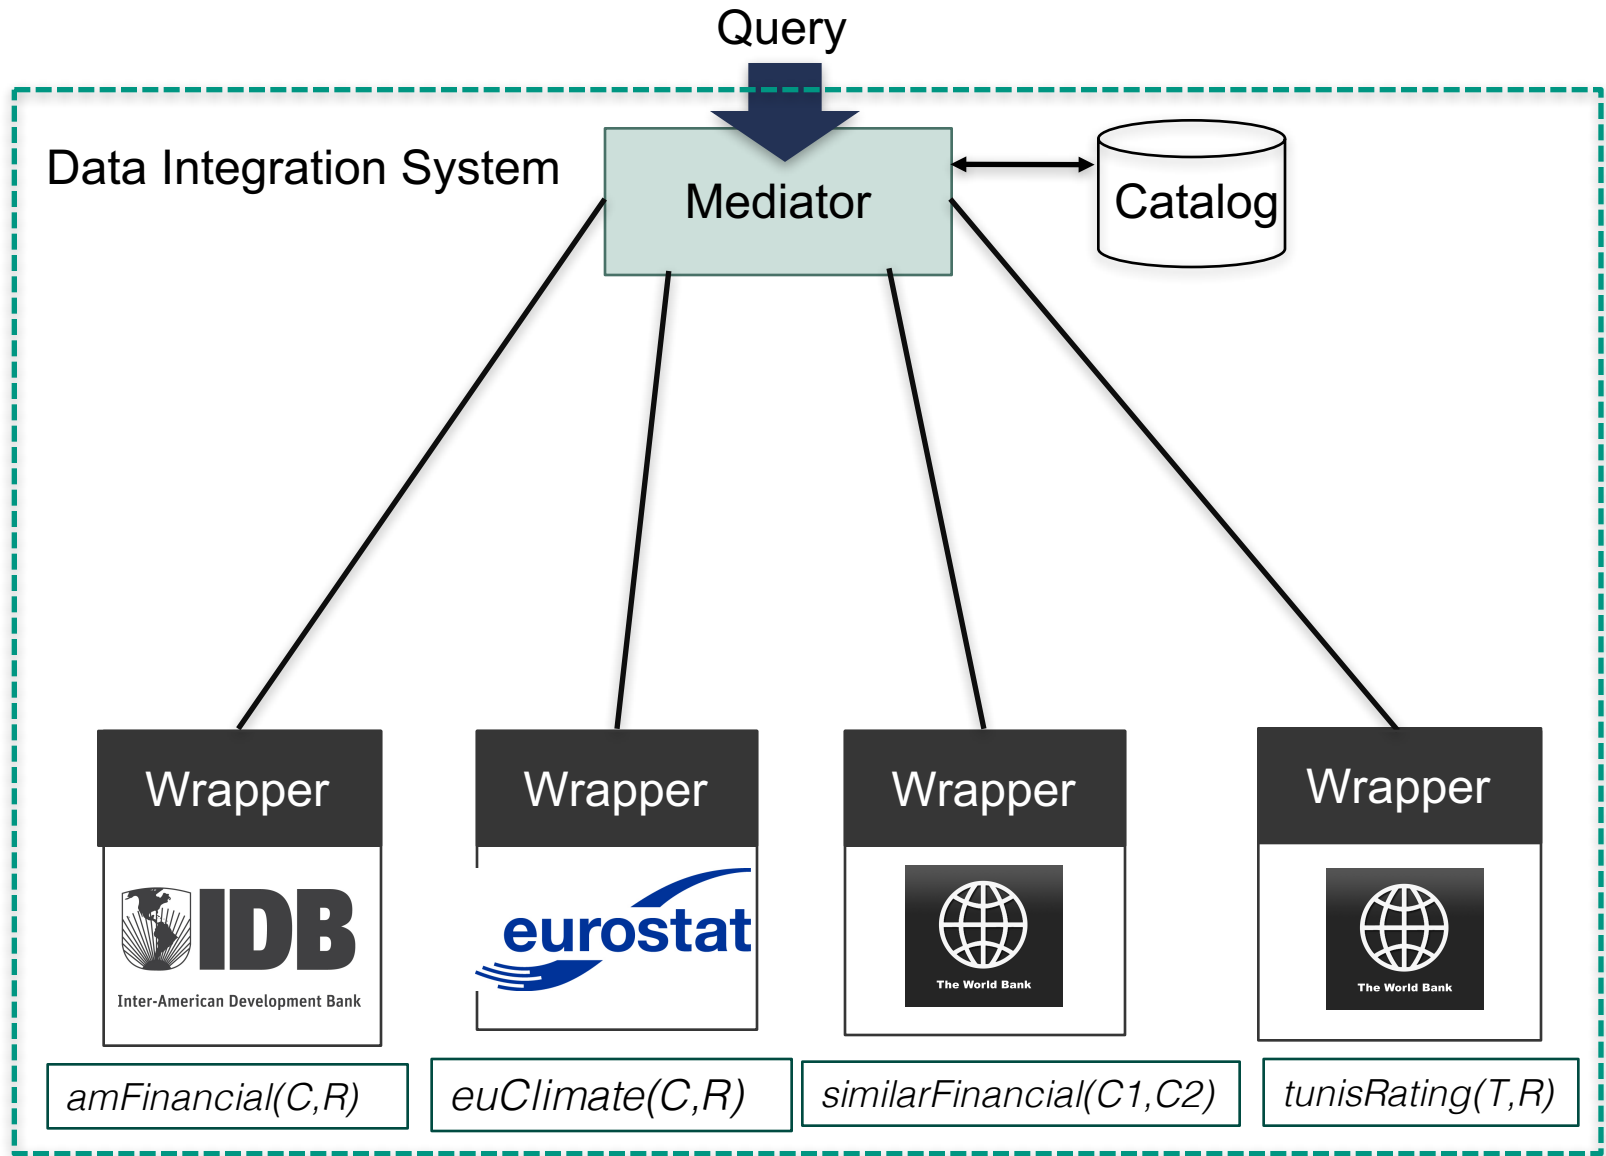 Query
Data Integration System
Mediator
Catalog
Wrapper
Wrapper
Wrapper
Wrapper
IDB
Inter-American Development Bank
eurostat
The World Bank
The World Bank
amFinancial(C,R)
euClimate(C,R)
similarFinancial(C1,C2)
tunisRating(T,R)